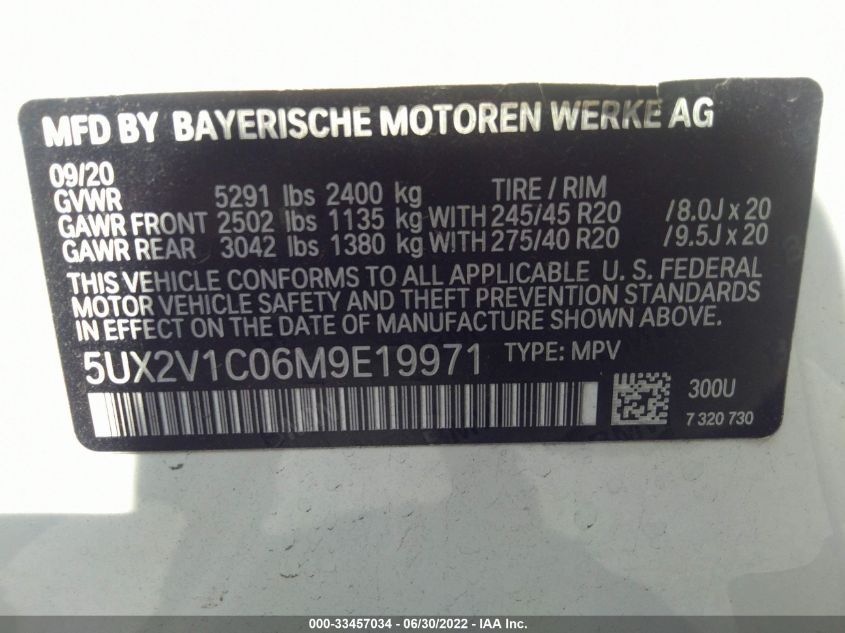 MFD BY BAYERISCHE MOTOREN WERKE AG
09/20
GVWR 5291 lbs 2400 kg TIRE / RIM
GAWR FRONT 2502 lbs 1135 kg WITH 245/45 R20 /8.0J x 20
GAWR REAR 3042 lbs 1380 kg WITH 275/40 R20 /9.5J x 20
THIS VEHICLE CONFORMS TO ALL APPLICABLE U. S. FEDERAL
MOTOR VEHICLE SAFETY AND THEFT PREVENTION STANDARDS
IN EFFECT ON THE DATE OF MANUFACTURE SHOWN ABOVE.
5UX2V1C06M9E19971 TYPE: MPV
300U
7 320 730
000-33457034 - 06/30/2022 - IAA Inc.